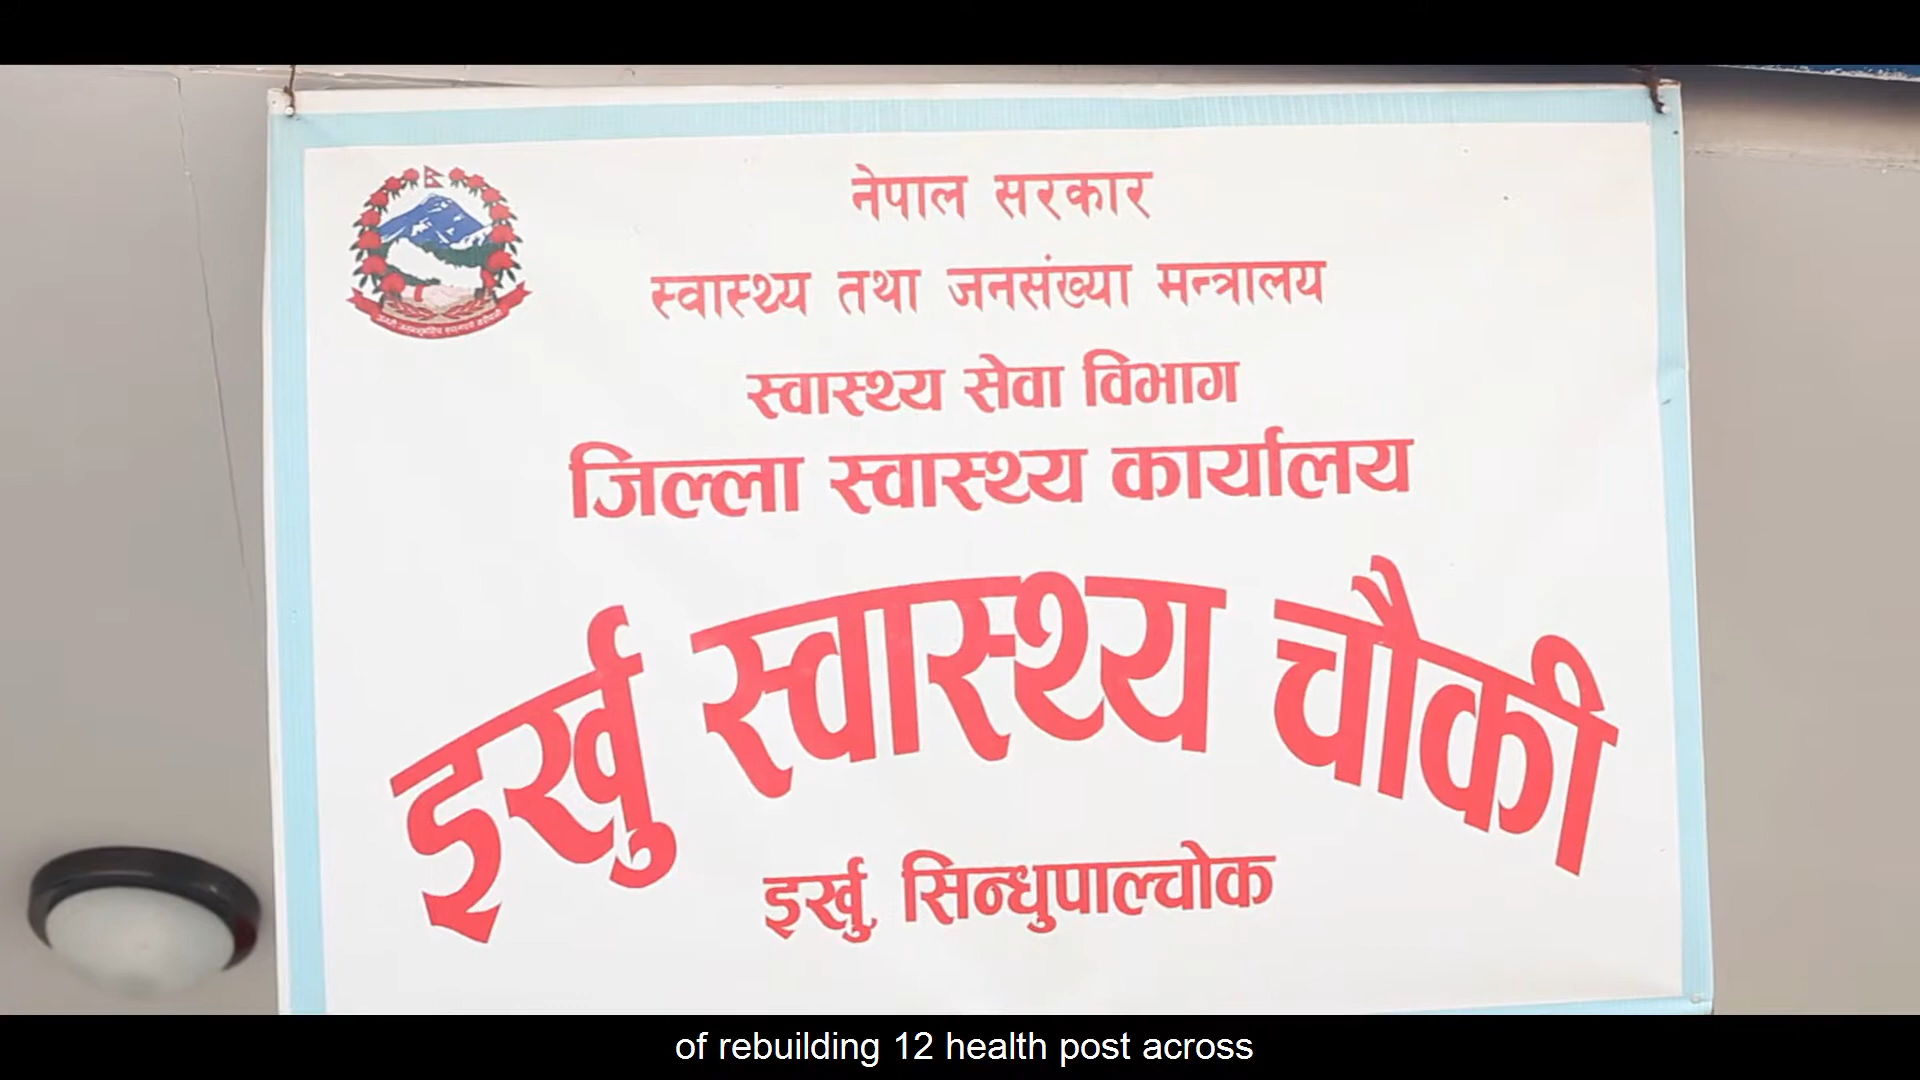 नेपाल सरकार
स्वास्थ्य तथा जनसंख्या मन्त्रालय
स्वास्थ्य सेवा विभाग
जिल्ला स्वास्थ्य कार्यालय
इर्खु स्वास्थ्य चौकी
इर्खु, सिन्धुपाल्चोक
of rebuilding 12 health post across